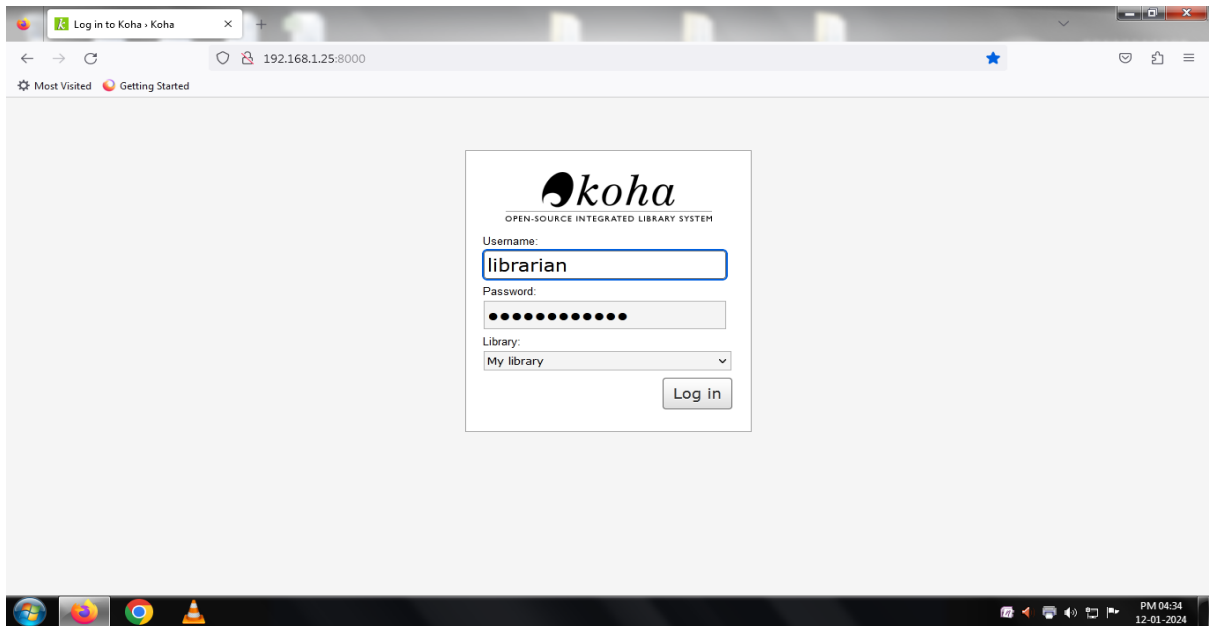 Log in to Koha › Koha
192.168.1.25:8000
Most Visited Getting Started
koha
OPEN-SOURCE INTEGRATED LIBRARY SYSTEM
Username:
librarian
Password:
●●●●●●●●●●●●
Library:
My library
Log in
PM 04:34
12-01-2024